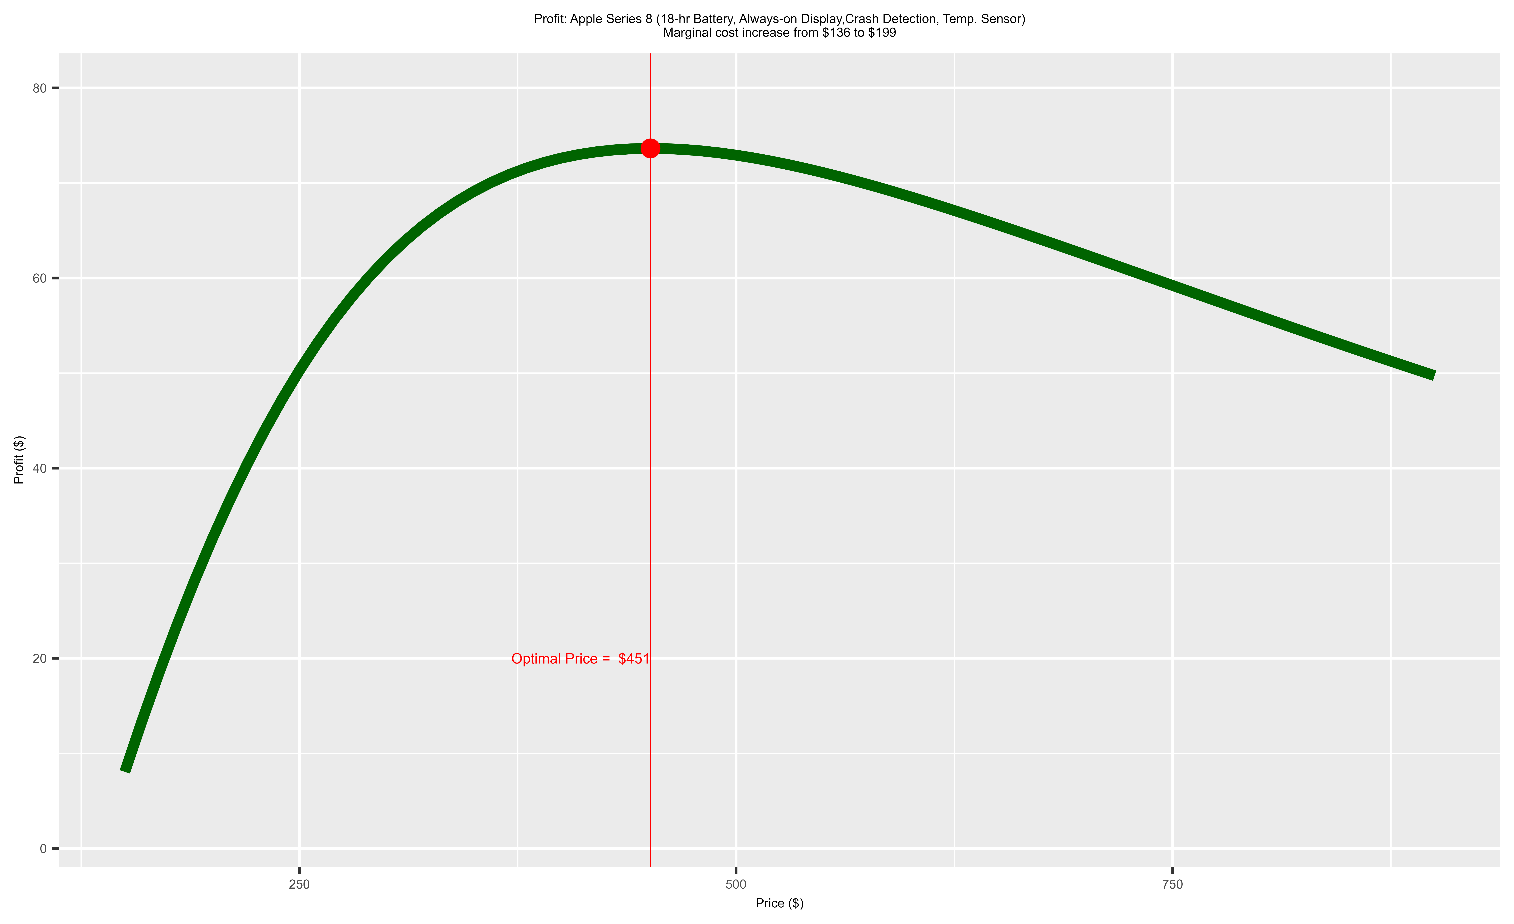 Profit: Apple Series 8 (18-hr Battery, Always-on Display,Crash Detection, Temp. Sensor)
Marginal cost increase from $136 to $199
80
60
40
20
0
Profit ($)
Optimal Price =  $451
250
500
750
Price ($)